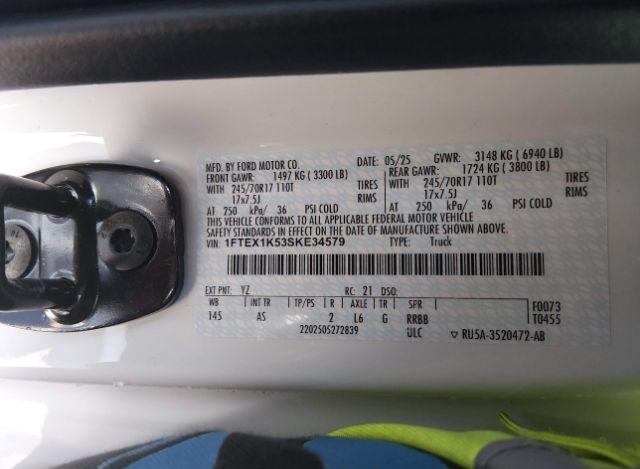 MFD. BY FORD MOTOR CO. DATE: 05/25 GVWR: 3148 KG ( 6940 LB)
FRONT GAWR: 1497 KG ( 3300 LB) REAR GAWR: 1724 KG ( 3800 LB)
WITH 245/70R17 110T TIRES WITH 245/70R17 110T TIRES
17x7.5J RIMS 17x7.5J RIMS
AT 250 kPa/ 36 PSI COLD AT 250 kPa/ 36 PSI COLD
THIS VEHICLE CONFORMS TO ALL APPLICABLE FEDERAL MOTOR VEHICLE
SAFETY STANDARDS IN EFFECT ON THE DATE OF MANUFACTURE SHOWN ABOVE.
VIN: 1FTEX1K53SKE34579 TYPE: Truck
EXT PNT: YZ RC: 21 DSO:
WB INT TR TP/PS R AXLE TR SPR F0073
145 AS 2 L6 G RRBB T0455
2202505272839 ULC ▽ RU5A-3520472-AB